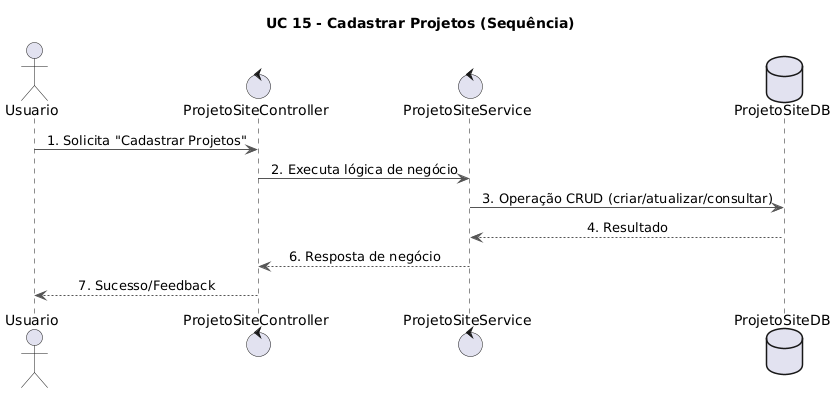 UC 15 - Cadastrar Projetos (Sequência)
Usuario
ProjetoSiteController
ProjetoSiteService
ProjetoSiteDB
1. Solicita "Cadastrar Projetos"
2. Executa lógica de negócio
3. Operação CRUD (criar/atualizar/consultar)
4. Resultado
6. Resposta de negócio
7. Sucesso/Feedback
Usuario
ProjetoSiteController
ProjetoSiteService
ProjetoSiteDB